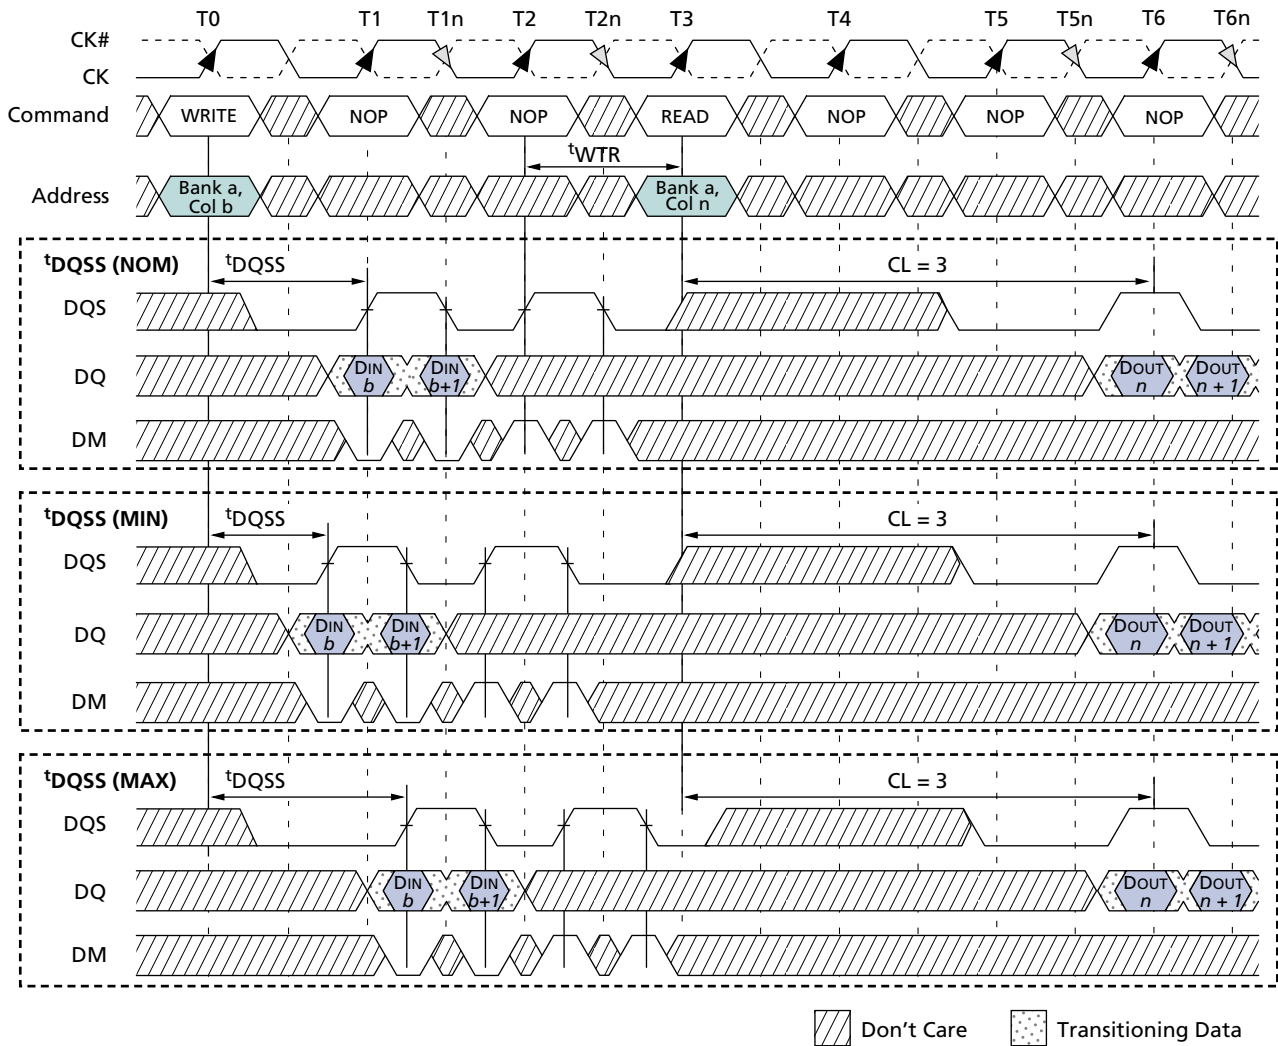 T0 T1 T1n T2 T2n T3 T4 T5 T5n T6 T6n
CK#
CK
Command WRITE NOP NOP READ NOP NOP NOP
tWTR
Address Bank a, Col b Bank a, Col n
tDQSS (NOM) tDQSS CL = 3
DQS
DQ DIN b DIN b+1 DOUT n DOUT n + 1
DM
tDQSS (MIN) tDQSS CL = 3
DQS
DQ DIN b DIN b+1 DOUT n DOUT n + 1
DM
tDQSS (MAX) tDQSS CL = 3
DQS
DQ DIN b DIN b+1 DOUT n DOUT n + 1
DM
Don't Care Transitioning Data